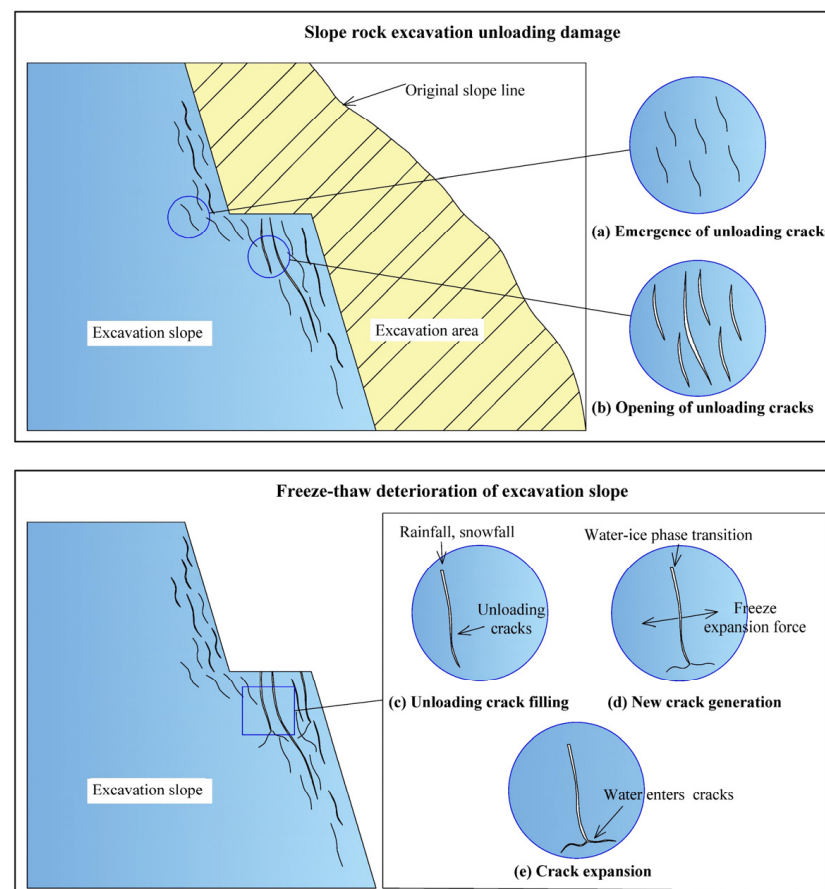 Slope rock excavation unloading damage
Original slope line
(a) Emergence of unloading cracks
Excavation slope
Excavation area
(b) Opening of unloading cracks
Freeze-thaw deterioration of excavation slope
Rainfall, snowfall
Water-ice phase transition
Unloading
cracks
Freeze
expansion force
(c) Unloading crack filling
(d) New crack generation
Excavation slope
Water enters cracks
(e) Crack expansion